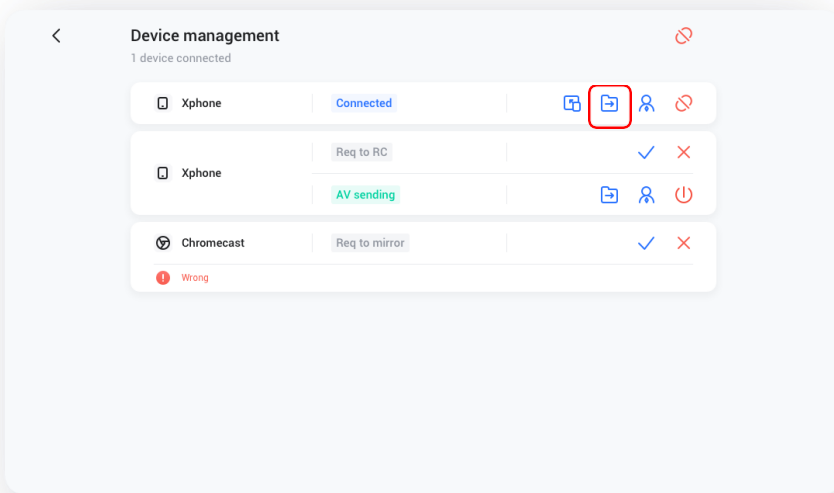 Device management
1 device connected
Xphone Connected
Req to RC
Xphone
AV sending
Chromecast Req to mirror
Wrong